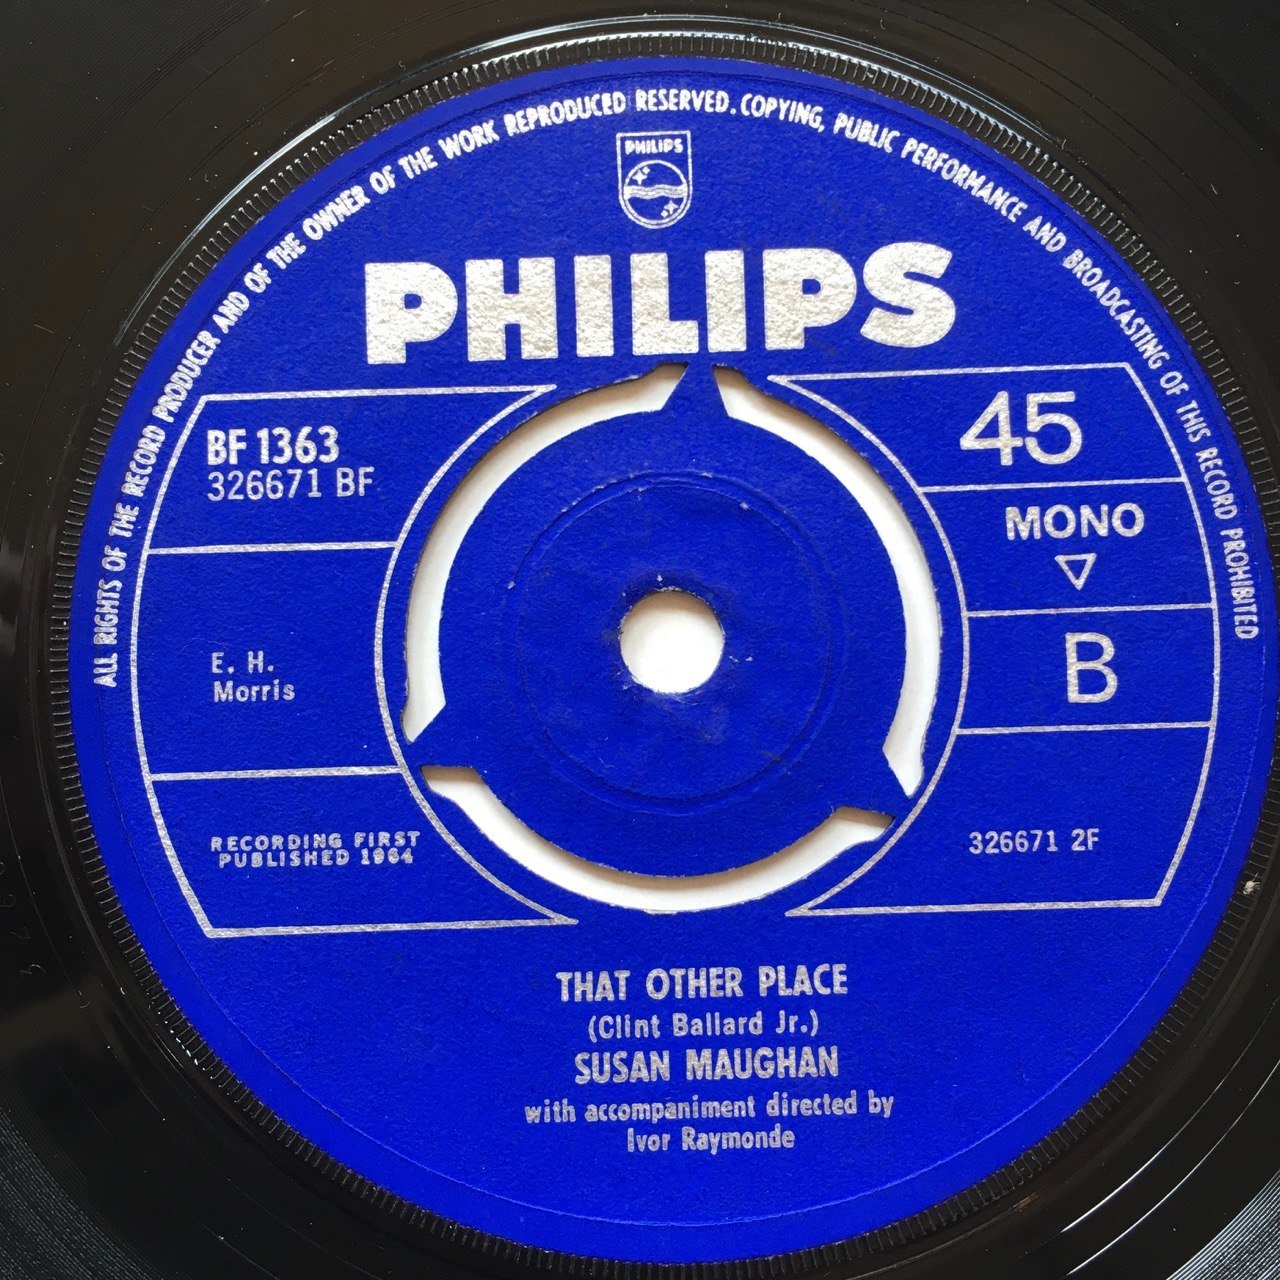 ALL RIGHTS OF THE RECORD PRODUCER AND OF THE OWNER OF THE WORK REPRODUCED RESERVED. COPYING, PUBLIC PERFORMANCE AND BROADCASTING OF THIS RECORD PROHIBITED
PHILIPS
PHILIPS
BF 1363
326671 BF
45
MONO
B
E. H.
Morris
RECORDING FIRST
PUBLISHED 1964
326671 2F
THAT OTHER PLACE
(Clint Ballard Jr.)
SUSAN MAUGHAN
with accompaniment directed by
Ivor Raymonde